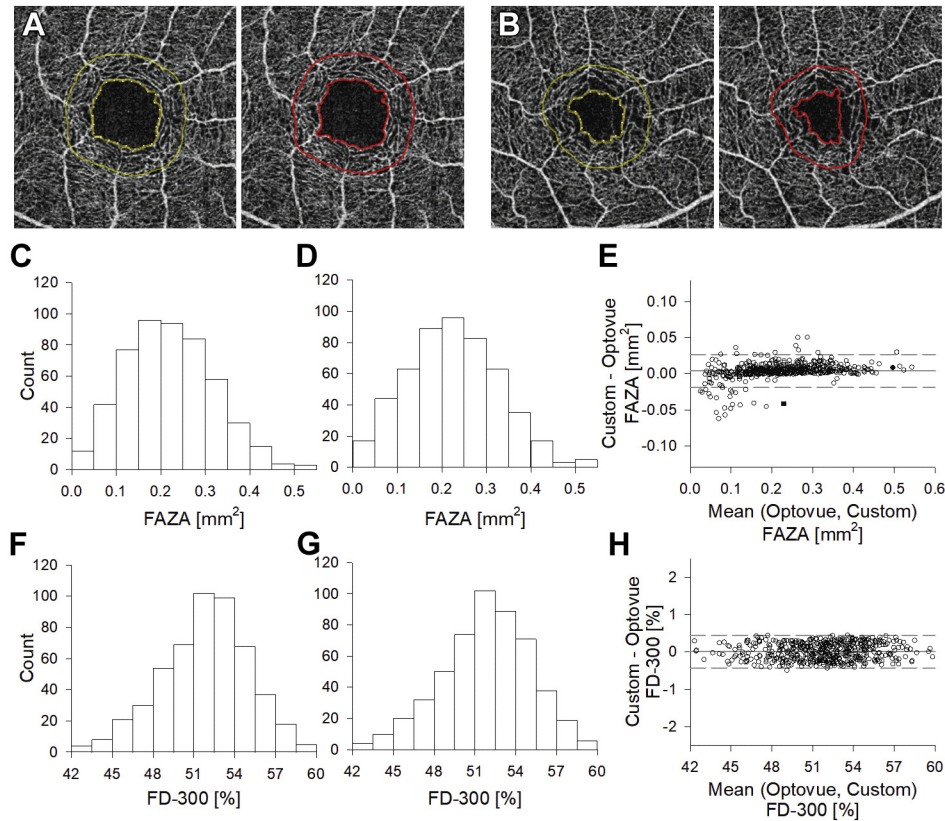 A
B
C
120
100
80
60
40
20
0
Count
0.0 0.1 0.2 0.3 0.4 0.5
FAZA [mm²]
D
120
100
80
60
40
20
0
0.0 0.1 0.2 0.3 0.4 0.5
FAZA [mm²]
E
Custom - Optovue
FAZA [mm²]
0.10
0.05
0.00
-0.05
-0.10
0.0 0.1 0.2 0.3 0.4 0.5 0.6
Mean (Optovue, Custom)
FAZA [mm²]
F
120
100
80
60
40
20
0
Count
42 45 48 51 54 57 60
FD-300 [%]
G
120
100
80
60
40
20
0
42 45 48 51 54 57 60
FD-300 [%]
H
Custom - Optovue
FD-300 [%]
2
1
0
-1
-2
42 45 48 51 54 57 60
Mean (Optovue, Custom)
FD-300 [%]